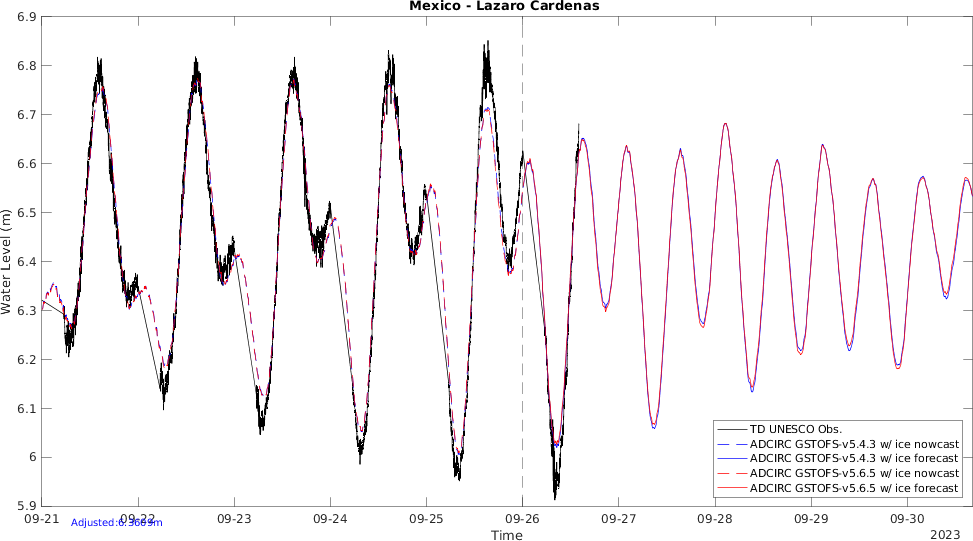 Mexico - Lazaro Cardenas
6.9
6.8
6.7
6.6
6.5
6.4
6.3
6.2
6.1
6
5.9
Water Level (m)
TD UNESCO Obs.
ADCIRC GSTOFS-v5.4.3 w/ ice nowcast
ADCIRC GSTOFS-v5.4.3 w/ ice forecast
ADCIRC GSTOFS-v5.6.5 w/ ice nowcast
ADCIRC GSTOFS-v5.6.5 w/ ice forecast
09-21 09-22 09-23 09-24 09-25 09-26 09-27 09-28 09-29 09-30
Adjusted:6.3669m
Time
2023